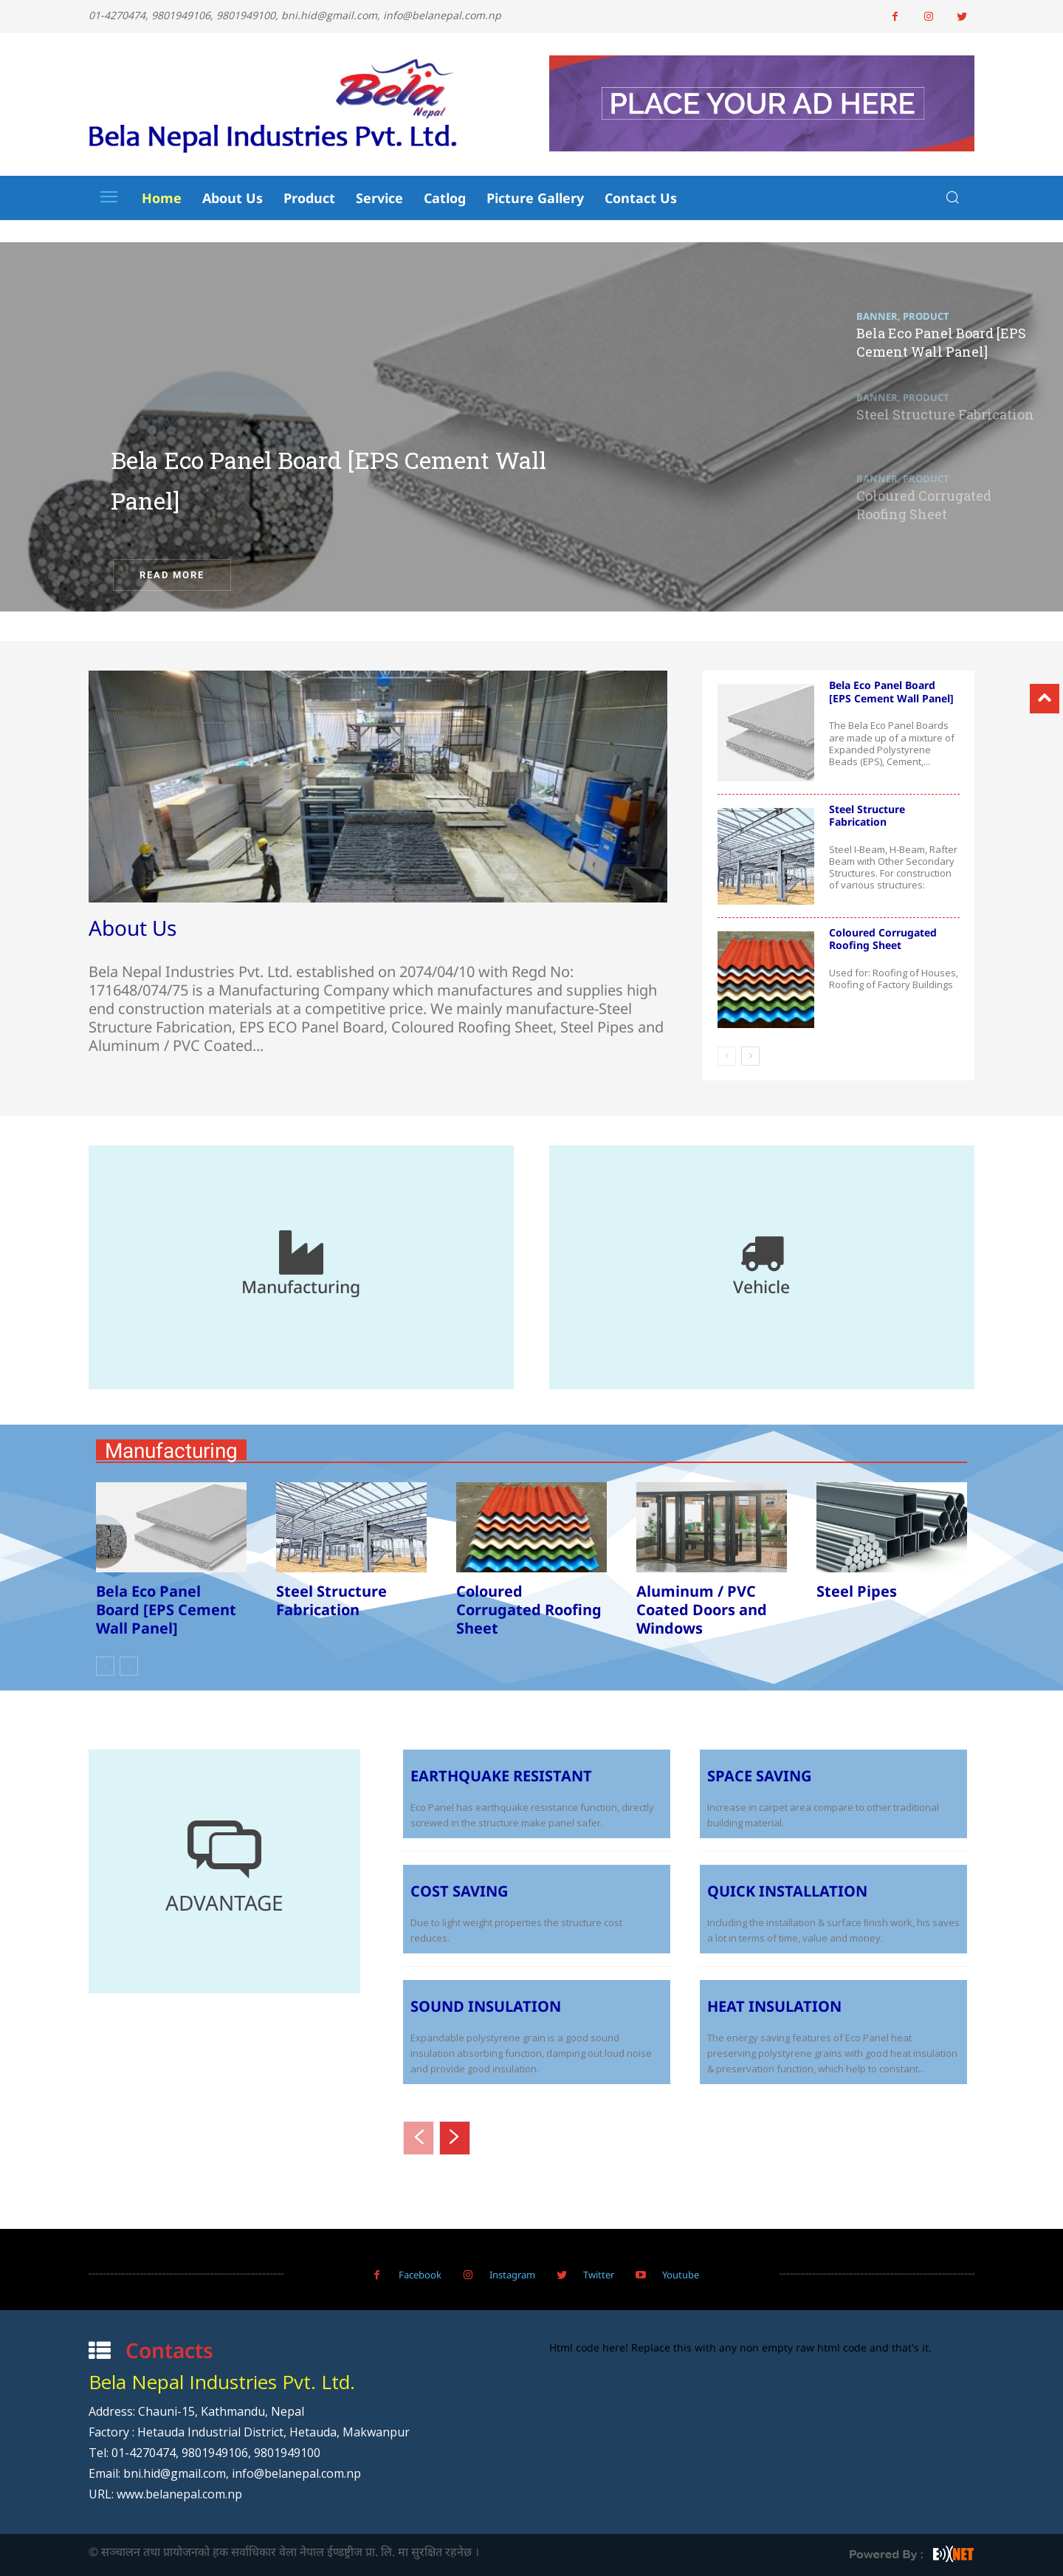 01-4270474, 9801949106, 9801949100, bni.hid@gmail.com, info@belanepal.com.np
Bela
Nepal
Bela Nepal Industries Pvt. Ltd.
PLACE YOUR AD HERE
Home About Us Product Service Catlog Picture Gallery Contact Us
Bela Eco Panel Board [EPS Cement Wall
Panel]
READ MORE
BANNER, PRODUCT
Bela Eco Panel Board [EPS
Cement Wall Panel]
BANNER, PRODUCT
Steel Structure Fabrication
BANNER, PRODUCT
Coloured Corrugated
Roofing Sheet
About Us
Bela Nepal Industries Pvt. Ltd. established on 2074/04/10 with Regd No:
171648/074/75 is a Manufacturing Company which manufactures and supplies high
end construction materials at a competitive price. We mainly manufacture-Steel
Structure Fabrication, EPS ECO Panel Board, Coloured Roofing Sheet, Steel Pipes and
Aluminum / PVC Coated...
Bela Eco Panel Board
[EPS Cement Wall Panel]
The Bela Eco Panel Boards
are made up of a mixture of
Expanded Polystyrene
Beads (EPS), Cement,...
Steel Structure
Fabrication
Steel I-Beam, H-Beam, Rafter
Beam with Other Secondary
Structures. For construction
of various structures:
Coloured Corrugated
Roofing Sheet
Used for: Roofing of Houses,
Roofing of Factory Buildings
Manufacturing
Vehicle
Manufacturing
Bela Eco Panel
Board [EPS Cement
Wall Panel]
Steel Structure
Fabrication
Coloured
Corrugated Roofing
Sheet
Aluminum / PVC
Coated Doors and
Windows
Steel Pipes
ADVANTAGE
EARTHQUAKE RESISTANT
Eco Panel has earthquake resistance function, directly
screwed in the structure make panel safer.
SPACE SAVING
Increase in carpet area compare to other traditional
building material.
COST SAVING
Due to light weight properties the structure cost
reduces.
QUICK INSTALLATION
Including the installation & surface finish work, his saves
a lot in terms of time, value and money.
SOUND INSULATION
Expandable polystyrene grain is a good sound
insulation absorbing function, damping out loud noise
and provide good insulation.
HEAT INSULATION
The energy saving features of Eco Panel heat
preserving polystyrene grains with good heat insulation
& preservation function, which help to constant...
Facebook Instagram Twitter Youtube
Contacts
Bela Nepal Industries Pvt. Ltd.
Address: Chauni-15, Kathmandu, Nepal
Factory : Hetauda Industrial District, Hetauda, Makwanpur
Tel: 01-4270474, 9801949106, 9801949100
Email: bni.hid@gmail.com, info@belanepal.com.np
URL: www.belanepal.com.np
Html code here! Replace this with any non empty raw html code and that's it.
© सञ्चालन तथा प्रायोजनको हक सर्वाधिकार वेला नेपाल ईण्डष्ट्रीज प्रा. लि. मा सुरक्षित रहनेछ ।
Powered By :